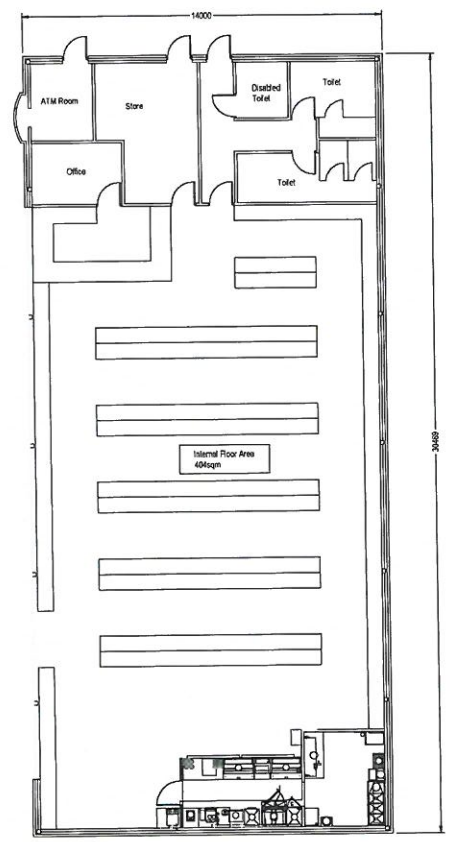 14000
ATM Room
Store
Disabled
Toilet
Toilet
Office
Toilet
Internal Floor Area
404sqm
30469